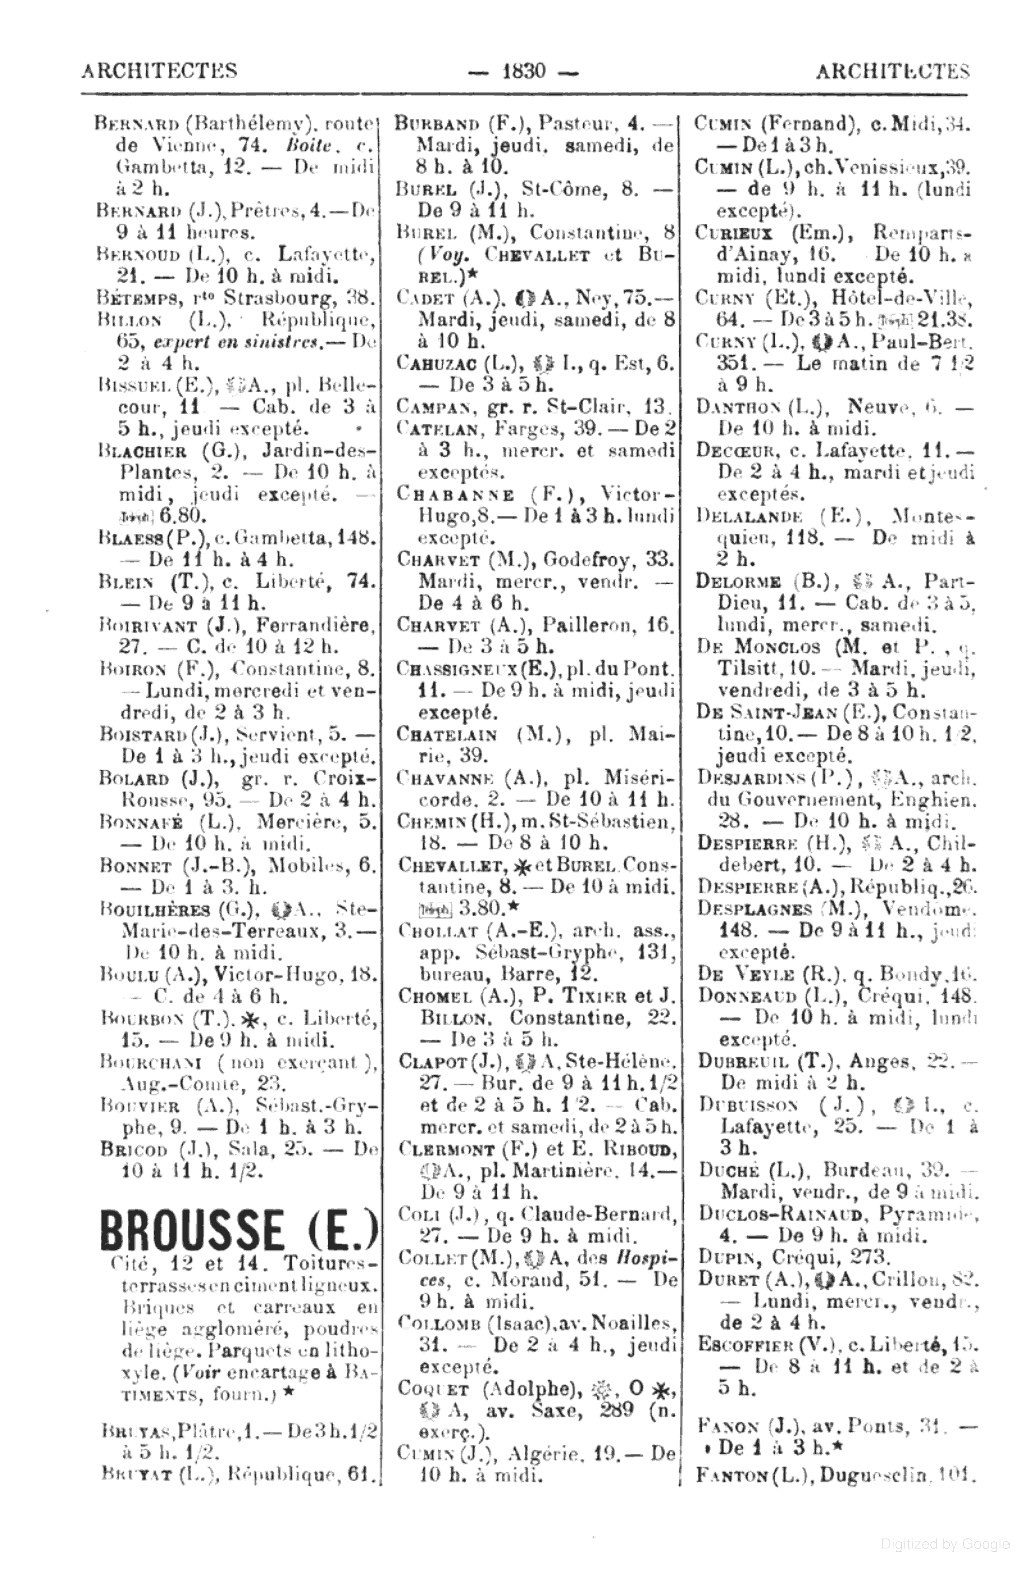 ARCHITECTES — 1830 — ARCHITECTES
BERNARD (Barthélemy), route
de Vienne, 74. Boîte, c.
Gambetta, 12. — De midi
à 2 h.
BERNARD (J.), Prêtres, 4. — De
9 à 11 heures.
BERNOUD (L.), c. Lafayette,
21. — De 10 h. à midi.
BÉTEMPS, rte Strasbourg, 38.
BILLON (L.), République,
65, expert en sinistres. — De
2 à 4 h.
BISSUEL (E.), A., pl. Belle-
cour, 11 — Cab. de 3 à
5 h., jeudi excepté.
BLACHIER (G.), Jardin-des-
Plantes, 2. — De 10 h. à
midi, jeudi excepté. —
6.80.
BLAESS (P.), c. Gambetta, 148.
— De 11 h. à 4 h.
BLEIN (T.), c. Liberté, 74.
— De 9 à 11 h.
BOIRIVANT (J.), Ferrandière,
27. — C. de 10 à 12 h.
BOIRON (F.), Constantine, 8.
— Lundi, mercredi et ven-
dredi, de 2 à 3 h.
BOISTARD (J.), Servient, 5. —
De 1 à 3 h., jeudi excepté.
BOLARD (J.), gr. r. Croix-
Rousse, 95. — De 2 à 4 h.
BONNAFÉ (L.), Mercière, 5.
— De 10 h. à midi.
BONNET (J.-B.), Mobiles, 6.
— De 1 à 3. h.
BOUILHÈRES (G.), A., Ste-
Marie-des-Terreaux, 3. —
De 10 h. à midi.
BOULU (A.), Victor-Hugo, 18.
— C. de 4 à 6 h.
BOURBON (T.), ✠, c. Liberté,
15. — De 9 h. à midi.
BOURCHANI (non exerçant),
Aug.-Comte, 23.
BOUVIER (A.), Sébast.-Gry-
phe, 9. — De 1 h. à 3 h.
BRICOD (J.), Sala, 25. — De
10 à 11 h. 1/2.
BROUSSE (E.)
Cité, 12 et 14. Toitures-
terrasses en ciment ligneux.
Briques et carreaux en
liège aggloméré, poudres
de liège. Parquets en litho-
xyle. (Voir encartage à BA-
TIMENTS, fourn.) ★
BRUYAS, Plâtre, 1. — De 3 h. 1/2
à 5 h. 1/2.
BRUYAT (L.), République, 61.
BURBAND (F.), Pasteur, 4. —
Mardi, jeudi, samedi, de
8 h. à 10.
BUREL (J.), St-Côme, 8. —
De 9 à 11 h.
BUREL (M.), Constantine, 8
(Voy. CHEVALLET et BU-
REL.)★
CADET (A.), A., Ney, 75. —
Mardi, jeudi, samedi, de 8
à 10 h.
CAHUZAC (L.), I., q. Est, 6.
— De 3 à 5 h.
CAMPAN, gr. r. St-Clair, 13.
CATELAN, Farges, 39. — De 2
à 3 h., mercr. et samedi
exceptés.
CHABANNE (F.), Victor-
Hugo, 8. — De 1 à 3 h. lundi
excepté.
CHARVET (M.), Godefroy, 33.
Mardi, mercr., vendr. —
De 4 à 6 h.
CHARVET (A.), Pailleron, 16.
— De 3 à 5 h.
CHASSIGNEUX (E.), pl. du Pont.
11. — De 9 h. à midi, jeudi
excepté.
CHATELAIN (M.), pl. Mai-
rie, 39.
CHAVANNE (A.), pl. Miséri-
corde, 2. — De 10 à 11 h.
CHEMIN (H.), m. St-Sébastien,
18. — De 8 à 10 h.
CHEVALLET, ✠ et BUREL, Cons-
tantine, 8. — De 10 à midi.
3.80.★
CHOLLAT (A.-E.), arch. ass.,
app. Sébast-Gryphe, 131,
bureau, Barre, 12.
CHOMEL (A.), P. TIXIER et J.
BILLON, Constantine, 22.
— De 3 à 5 h.
CLAPOT (J.), A, Ste-Hélène,
27. — Bur. de 9 à 11 h. 1/2
et de 2 à 5 h. 1/2. — Cab.
mercr. et samedi, de 2 à 5 h.
CLERMONT (F.) et E. RIBOUD,
A., pl. Martinière, 14. —
De 9 à 11 h.
COLI (J.), q. Claude-Bernard,
27. — De 9 h. à midi.
COLLET (M.), A, des Hospi-
ces, c. Morand, 51. — De
9 h. à midi.
COLLOMB (Isaac), av. Noailles,
31. — De 2 à 4 h., jeudi
excepté.
COQUET (Adolphe), , O ✠,
A, av. Saxe, 289 (n.
exerç.).
CUMIN (J.), Algérie, 19. — De
10 h. à midi.
CUMIN (Fernand), c. Midi, 34.
— De 1 à 3 h.
CUMIN (L.), ch. Venissieux, 39.
— de 9 h. à 11 h. (lundi
excepté).
CURIEUX (Em.), Remparts-
d'Ainay, 16. De 10 h. à
midi, lundi excepté.
CURNY (Et.), Hôtel-de-Ville,
64. — De 3 à 5 h. 21.38.
CURNY (L.), A., Paul-Bert,
351. — Le matin de 7 1/2
à 9 h.
DANTHON (L.), Neuve, 6. —
De 10 h. à midi.
DECŒUR, c. Lafayette, 11. —
De 2 à 4 h., mardi et jeudi
exceptés.
DELALANDE (E.), Montes-
quieu, 118. — De midi à
2 h.
DELORME (B.), A., Part-
Dieu, 11. — Cab. de 3 à 5,
lundi, mercr., samedi.
DE MONCLOS (M. et P., q.
Tilsitt, 10. — Mardi, jeudi,
vendredi, de 3 à 5 h.
DE SAINT-JEAN (E.), Constan-
tine, 10. — De 8 à 10 h. 1/2,
jeudi excepté.
DESJARDINS (P.), A., arch.
du Gouvernement, Enghien,
28. — De 10 h. à midi.
DESPIERRE (H.), A., Chil-
debert, 10. — De 2 à 4 h.
DESPIERRE (A.), Républiq., 26.
DESPLAGNES (M.), Vendôme,
148. — De 9 à 11 h., jeudi
excepté.
DE VEYLE (R.), q. Bondy, 16.
DONNEAUD (L.), Créqui, 148.
— De 10 h. à midi, lundi
excepté.
DUBREUIL (T.), Anges, 22. —
De midi à 2 h.
DUBUISSON (J.), I., c.
Lafayette, 25. — De 1 à
3 h.
DUCHÉ (L.), Burdeau, 39. —
Mardi, vendr., de 9 à midi.
DUCLOS-RAINAUD, Pyramide,
4. — De 9 h. à midi.
DUPIN, Créqui, 273.
DURET (A.), A., Crillon, 82.
— Lundi, mercr., vendr.,
de 2 à 4 h.
ESCOFFIER (V.), c. Liberté, 15.
— De 8 à 11 h. et de 2 à
5 h.
FANON (J.), av. Ponts, 31. —
De 1 à 3 h.★
FANTON (L.), Duguesclin, 101.
Digitized by Google